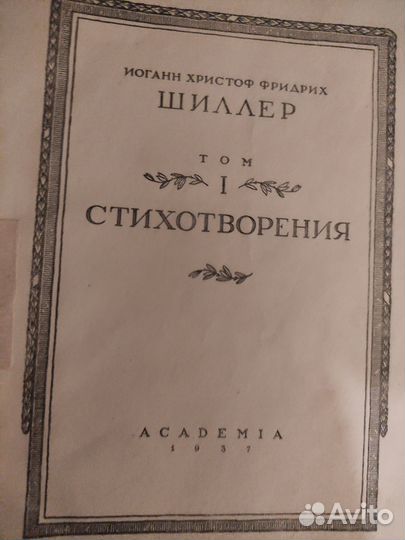 ИОГАНН ХРИСТОФ ФРИДРИХ
ШИЛЛЕР
ТОМ
I
СТИХОТВОРЕНИЯ
ACADEMIA
1937
Avito